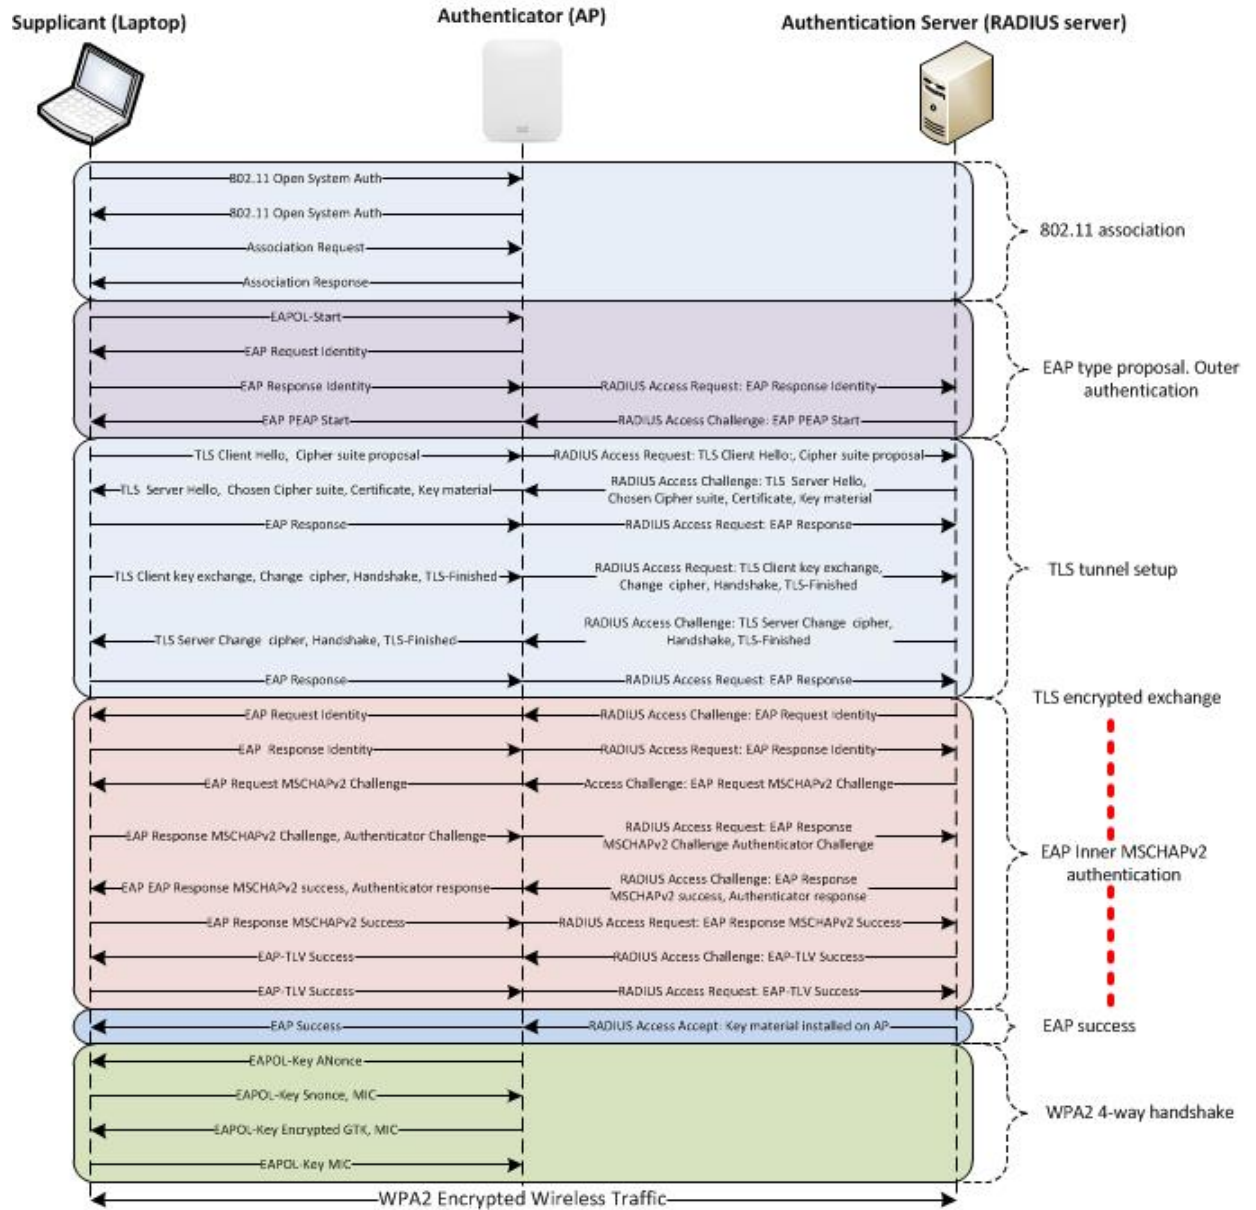 Supplicant (Laptop)
Authenticator (AP)
Authentication Server (RADIUS server)
802.11 Open System Auth
802.11 Open System Auth
Association Request
Association Response
802.11 association
EAPOL-Start
EAP Request Identity
EAP Response Identity
RADIUS Access Request: EAP Response Identity
EAP PEAP Start
RADIUS Access Challenge: EAP PEAP Start
EAP type proposal. Outer
authentication
TLS Client Hello, Cipher suite proposal
RADIUS Access Request: TLS Client Hello:, Cipher suite proposal
TLS Server Hello, Chosen Cipher suite, Certificate, Key material
RADIUS Access Challenge: TLS Server Hello,
Chosen Cipher suite, Certificate, Key material
EAP Response
RADIUS Access Request: EAP Response
TLS Client key exchange, Change cipher, Handshake, TLS-Finished
RADIUS Access Request: TLS Client key exchange,
Change cipher, Handshake, TLS-Finished
TLS Server Change cipher, Handshake, TLS-Finished
RADIUS Access Challenge: TLS Server Change cipher,
Handshake, TLS-Finished
EAP Response
RADIUS Access Request: EAP Response
TLS tunnel setup
TLS encrypted exchange
EAP Request Identity
RADIUS Access Challenge: EAP Request Identity
EAP Response Identity
RADIUS Access Request: EAP Response Identity
EAP Request MSCHAPv2 Challenge
Access Challenge: EAP Request MSCHAPv2 Challenge
EAP Response MSCHAPv2 Challenge, Authenticator Challenge
RADIUS Access Request: EAP Response
MSCHAPv2 Challenge Authenticator Challenge
EAP EAP Response MSCHAPv2 success, Authenticator response
RADIUS Access Challenge: EAP Response
MSCHAPv2 success, Authenticator response
EAP Response MSCHAPv2 Success
RADIUS Access Request: EAP Response MSCHAPv2 Success
EAP-TLV Success
RADIUS Access Challenge: EAP-TLV Success
EAP-TLV Success
RADIUS Access Request: EAP-TLV Success
EAP Inner MSCHAPv2
authentication
EAP Success
RADIUS Access Accept: Key material installed on AP
EAP success
EAPOL-Key ANonce
EAPOL-Key Snonce, MIC
EAPOL-Key Encrypted GTK, MIC
EAPOL-Key MIC
WPA2 4-way handshake
WPA2 Encrypted Wireless Traffic